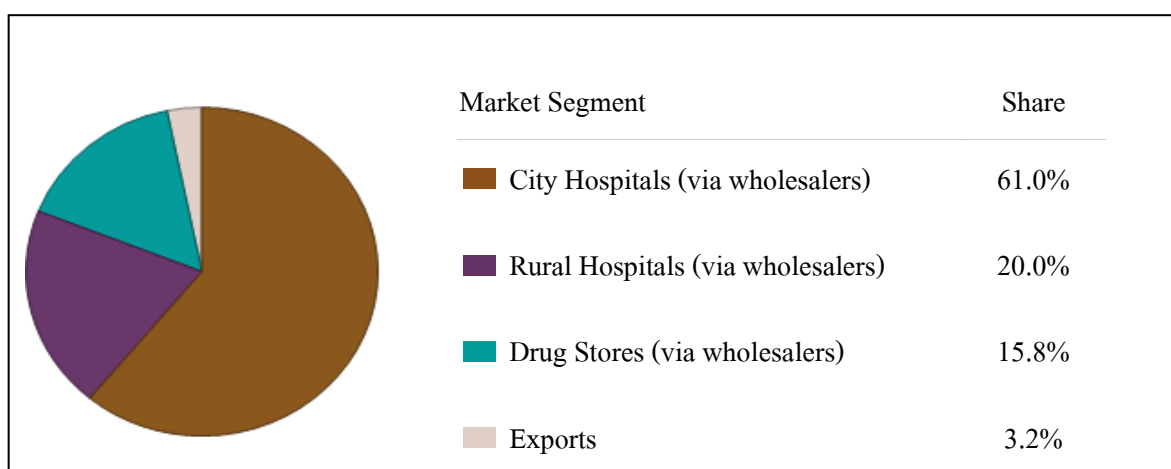 Market Segment Share
City Hospitals (via wholesalers) 61.0%
Rural Hospitals (via wholesalers) 20.0%
Drug Stores (via wholesalers) 15.8%
Exports 3.2%